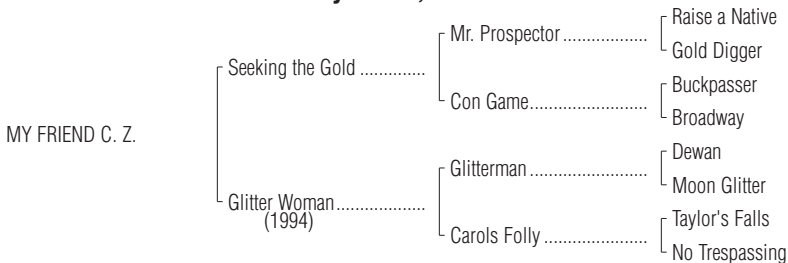 Raise a Native
Mr. Prospector ..................
Gold Digger
Seeking the Gold ..............
Buckpasser
Con Game.........................
Broadway
MY FRIEND C. Z.
Dewan
Glitterman .........................
Moon Glitter
Glitter Woman...................
(1994)
Taylor's Falls
Carols Folly ......................
No Trespassing